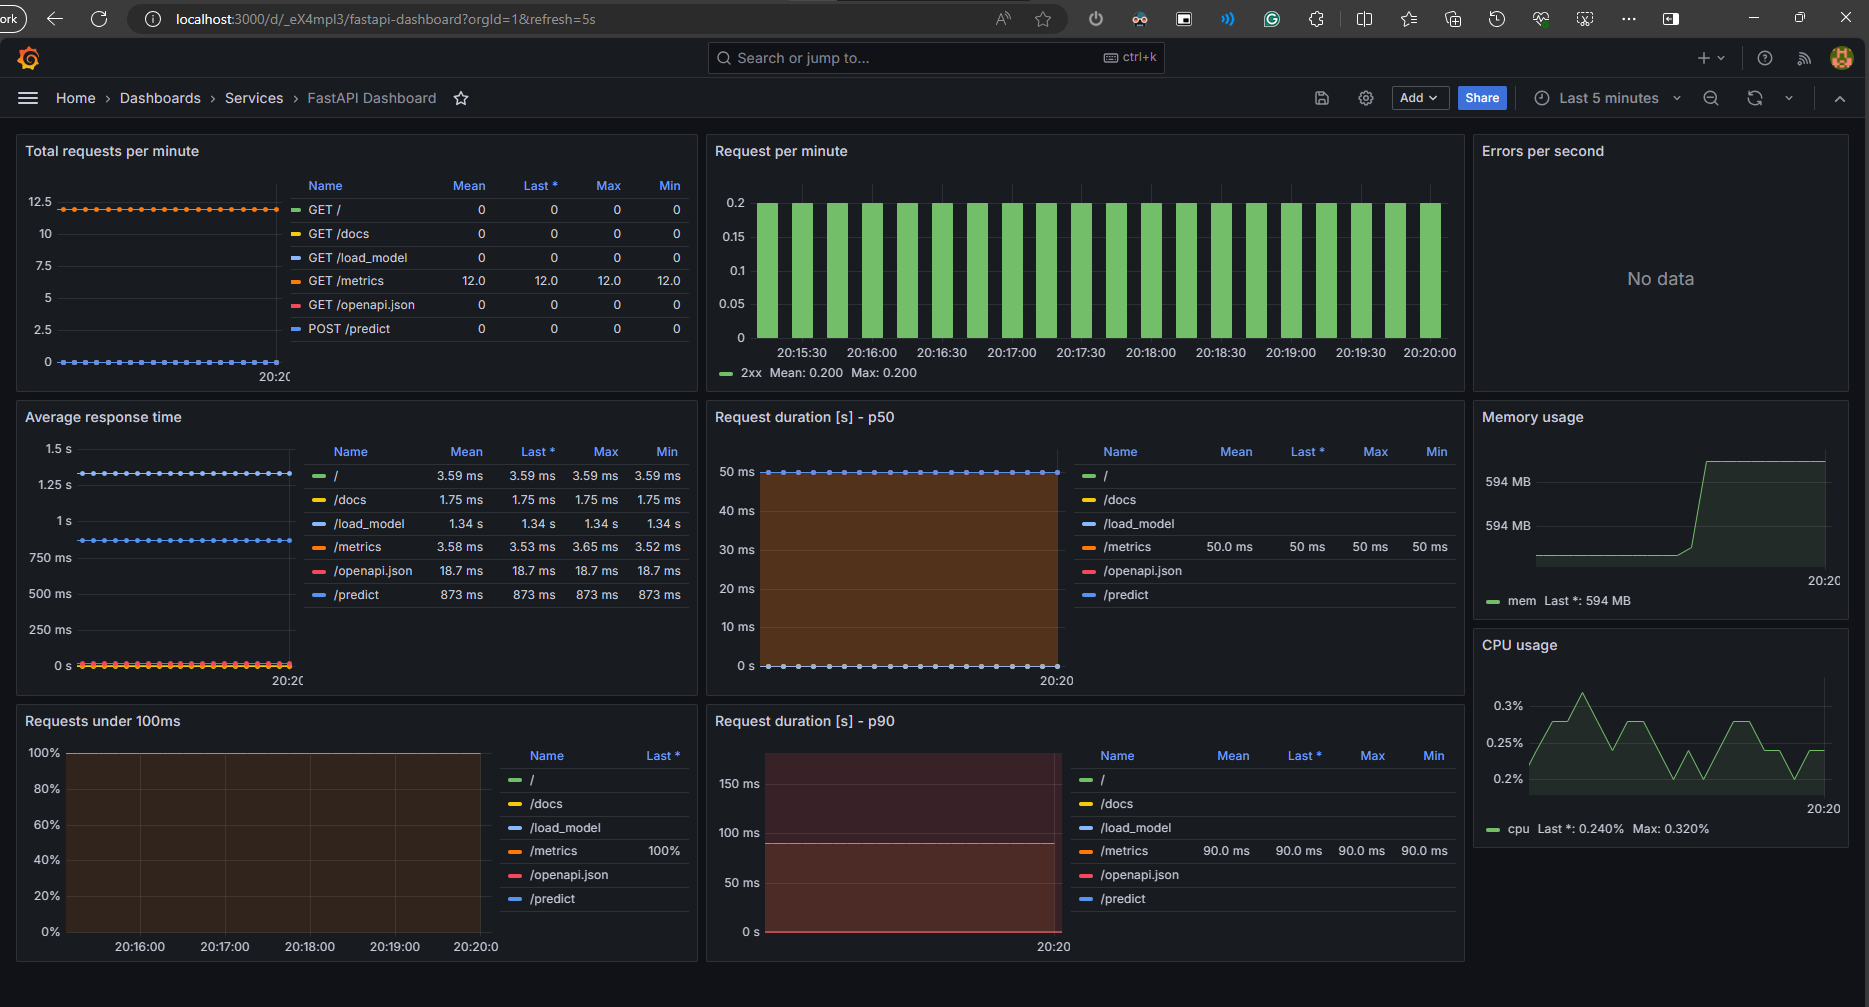 ork
localhost:3000/d/_eX4mpl3/fastapi-dashboard?orgId=1&refresh=5s
Search or jump to...
ctrl+k
Home › Dashboards › Services › FastAPI Dashboard
Add
Share
Last 5 minutes
Total requests per minute
12.5
10
7.5
5
2.5
0
20:20
Name Mean Last * Max Min
GET / 0 0 0 0
GET /docs 0 0 0 0
GET /load_model 0 0 0 0
GET /metrics 12.0 12.0 12.0 12.0
GET /openapi.json 0 0 0 0
POST /predict 0 0 0 0
Request per minute
0.2
0.15
0.1
0.05
0
20:15:30 20:16:00 20:16:30 20:17:00 20:17:30 20:18:00 20:18:30 20:19:00 20:19:30 20:20:00
2xx Mean: 0.200 Max: 0.200
Errors per second
No data
Average response time
1.5 s
1.25 s
1 s
750 ms
500 ms
250 ms
0 s
20:20
Name Mean Last * Max Min
/ 3.59 ms 3.59 ms 3.59 ms 3.59 ms
/docs 1.75 ms 1.75 ms 1.75 ms 1.75 ms
/load_model 1.34 s 1.34 s 1.34 s 1.34 s
/metrics 3.58 ms 3.53 ms 3.65 ms 3.52 ms
/openapi.json 18.7 ms 18.7 ms 18.7 ms 18.7 ms
/predict 873 ms 873 ms 873 ms 873 ms
Request duration [s] - p50
50 ms
40 ms
30 ms
20 ms
10 ms
0 s
20:20
Name Mean Last * Max Min
/
/docs
/load_model
/metrics 50.0 ms 50 ms 50 ms 50 ms
/openapi.json
/predict
Memory usage
594 MB
594 MB
20:20
mem Last *: 594 MB
CPU usage
0.3%
0.25%
0.2%
20:20
cpu Last *: 0.240% Max: 0.320%
Requests under 100ms
100%
80%
60%
40%
20%
0%
20:16:00 20:17:00 20:18:00 20:19:00 20:20:0
Name Last *
/
/docs
/load_model
/metrics 100%
/openapi.json
/predict
Request duration [s] - p90
150 ms
100 ms
50 ms
0 s
20:20
Name Mean Last * Max Min
/
/docs
/load_model
/metrics 90.0 ms 90.0 ms 90.0 ms 90.0 ms
/openapi.json
/predict